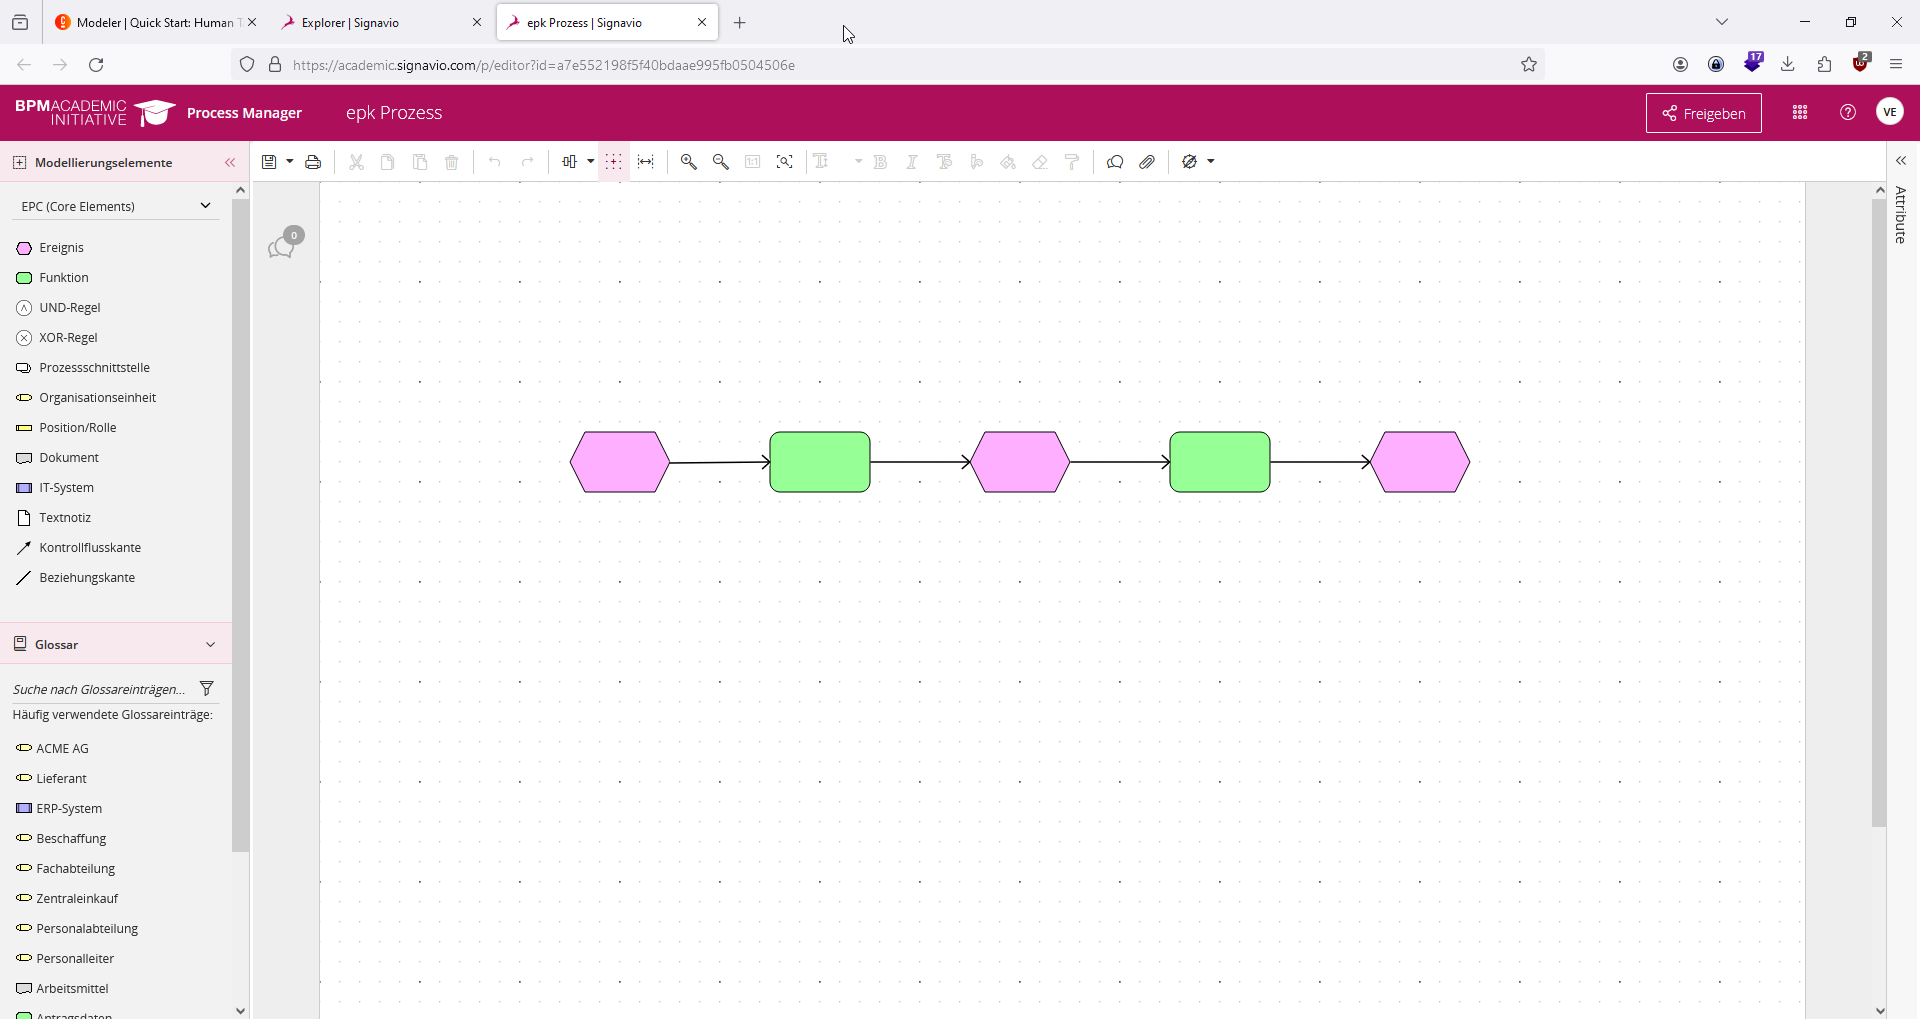 Modeler | Quick Start: Human T
Explorer | Signavio
epk Prozess | Signavio
https://academic.signavio.com/p/editor?id=a7e552198f5f40bdaae995fb0504506e
17
2
BPMACADEMIC
INITIATIVE
Process Manager
epk Prozess
Freigeben
VE
Modellierungselemente
1:1
EPC (Core Elements)
Ereignis
Funktion
UND-Regel
XOR-Regel
Prozessschnittstelle
Organisationseinheit
Position/Rolle
Dokument
IT-System
Textnotiz
Kontrollflusskante
Beziehungskante
0
Attribute
Glossar
Suche nach Glossareinträgen...
Häufig verwendete Glossareinträge:
ACME AG
Lieferant
ERP-System
Beschaffung
Fachabteilung
Zentraleinkauf
Personalabteilung
Personalleiter
Arbeitsmittel
Antragsdaten